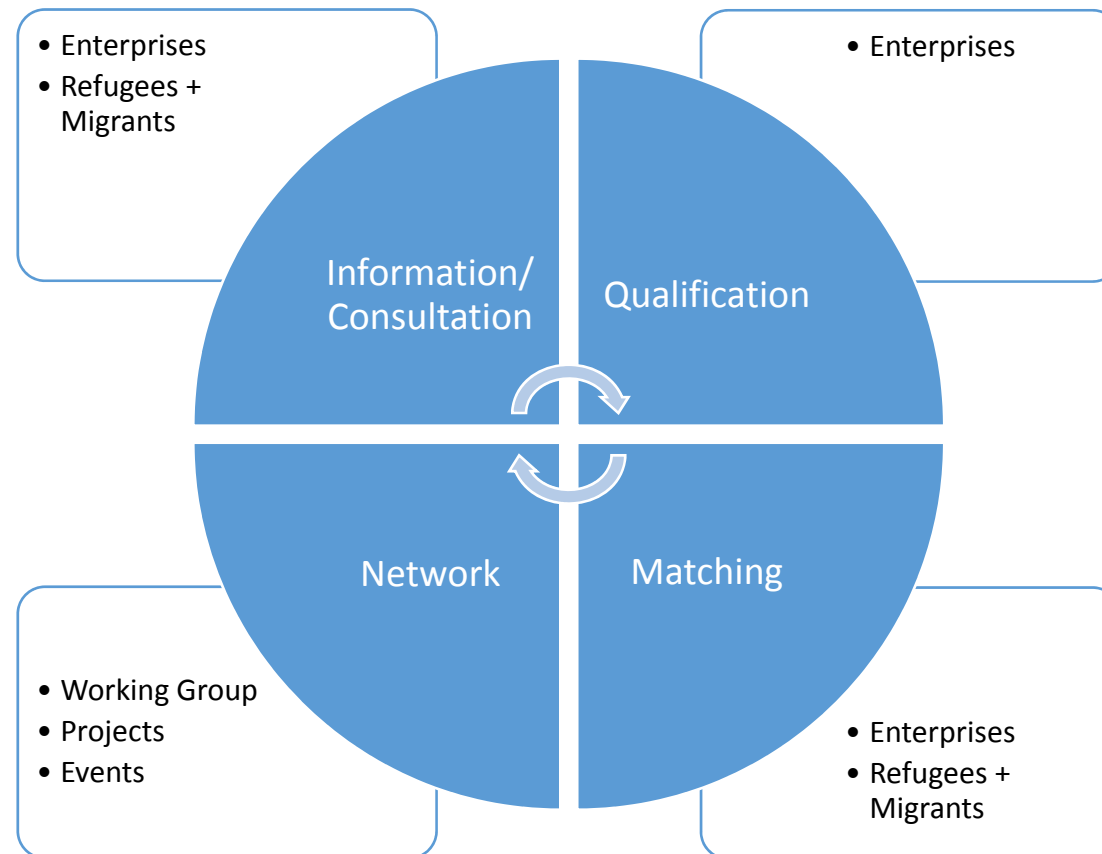 • Enterprises
• Refugees +
Migrants
• Enterprises
Information/
Consultation
Qualification
Network
Matching
• Working Group
• Projects
• Events
• Enterprises
• Refugees +
Migrants